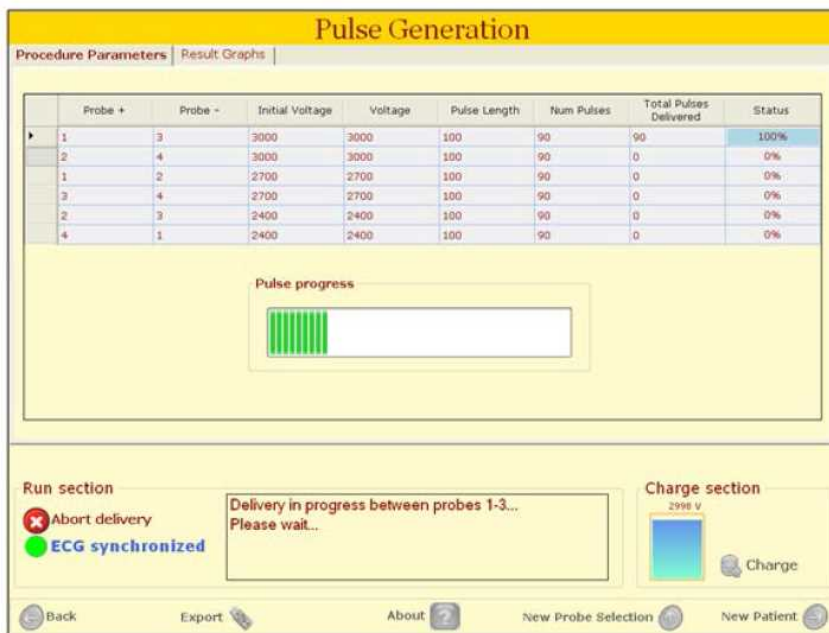 Pulse Generation
Procedure Parameters Result Graphs
Probe + Probe - Initial Voltage Voltage Pulse Length Num Pulses Total Pulses Delivered Status
1 3 3000 3000 100 90 90 100%
2 4 3000 3000 100 90 0 0%
1 2 2700 2700 100 90 0 0%
3 4 2700 2700 100 90 0 0%
2 3 2400 2400 100 90 0 0%
4 1 2400 2400 100 90 0 0%
Pulse progress
Run section
Abort delivery
ECG synchronized
Delivery in progress between probes 1-3...
Please wait...
Charge section
2998 V
Charge
Back Export About ? New Probe Selection New Patient